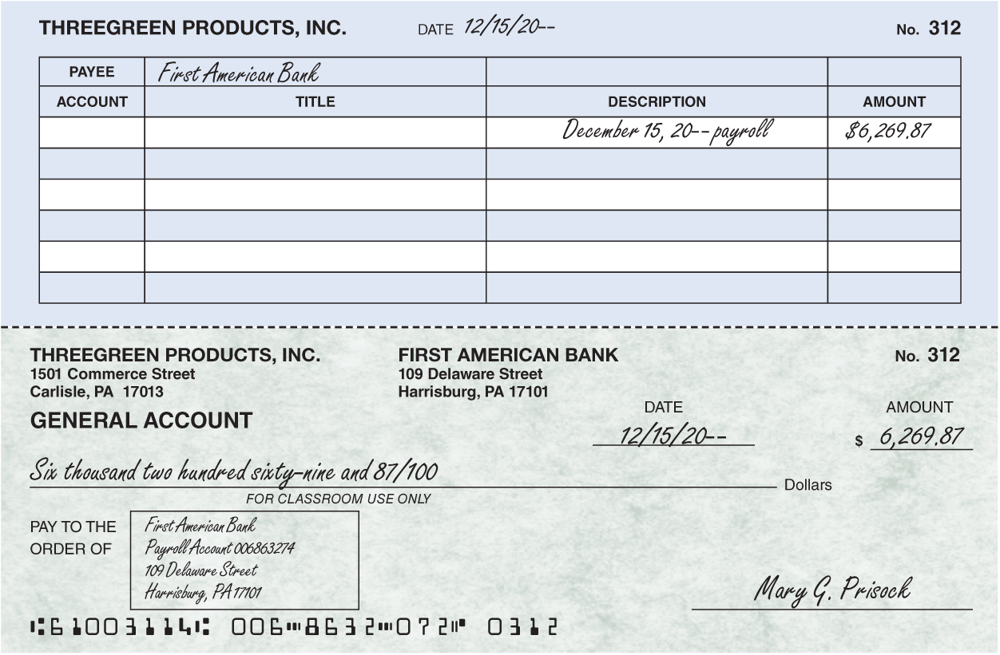 THREEGREEN PRODUCTS, INC. DATE 12/15/20-- No. 312
PAYEE First American Bank
ACCOUNT TITLE DESCRIPTION AMOUNT
December 15, 20-- payroll $6,269.87
THREEGREEN PRODUCTS, INC. FIRST AMERICAN BANK No. 312
1501 Commerce Street 109 Delaware Street
Carlisle, PA 17013 Harrisburg, PA 17101
DATE AMOUNT
GENERAL ACCOUNT
12/15/20-- $ 6,269.87
Six thousand two hundred sixty-nine and 87/100 Dollars
FOR CLASSROOM USE ONLY
PAY TO THE First American Bank
ORDER OF Payroll Account 006863274
109 Delaware Street
Harrisburg, PA 17101
Mary G. Prisock
⑆610031114⑆ 006⑉8632⑉072⑈ 0312